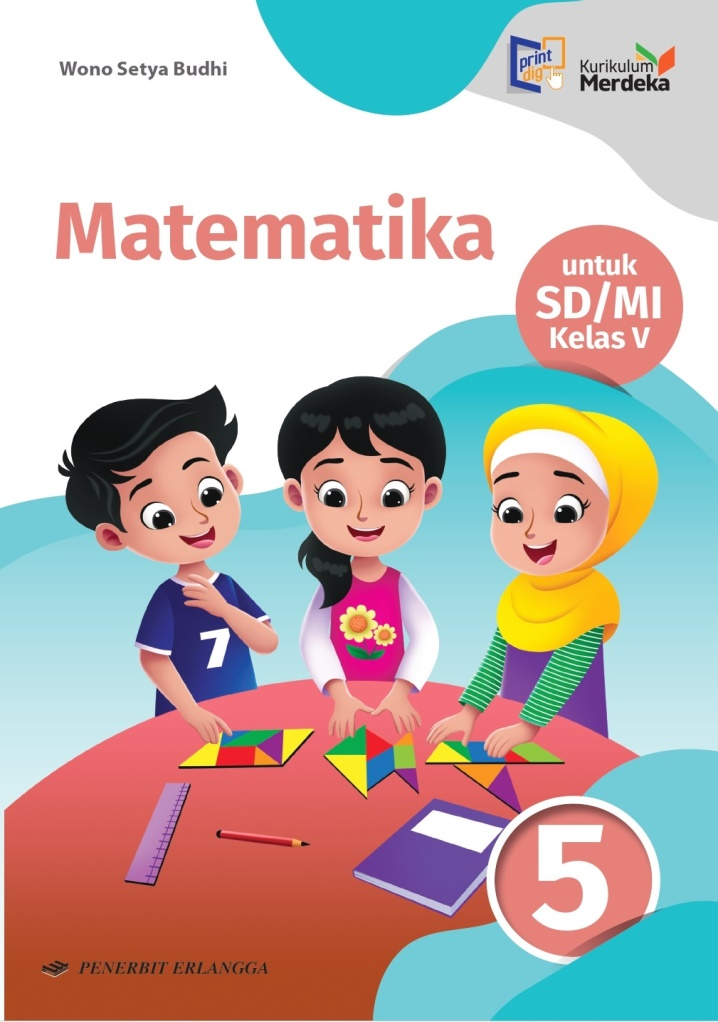 Wono Setya Budhi
print
dig
Kurikulum
Merdeka
Matematika
untuk
SD/MI
Kelas V
7
5
PENERBIT ERLANGGA